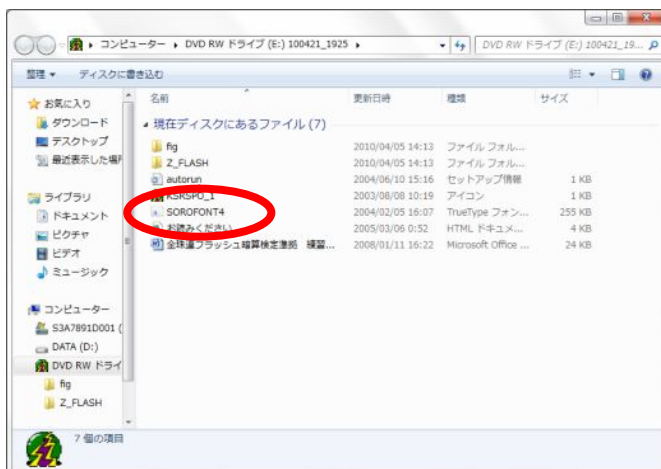 コンピューター ▸ DVD RW ドライブ (E:) 100421_1925 ▸
DVD RW ドライブ (E:) 100421_19...
整理 ▼ ディスクに書き込む
お気に入り
ダウンロード
デスクトップ
最近表示した場所
ライブラリ
ドキュメント
ピクチャ
ビデオ
ミュージック
コンピューター
S3A7891D001 (
DATA (D:)
DVD RW ドライ
fig
Z_FLASH
名前 更新日時 種類 サイズ
現在ディスクにあるファイル (7)
fig 2010/04/05 14:13 ファイル フォル...
Z_FLASH 2010/04/05 14:13 ファイル フォル...
autorun 2004/06/10 15:16 セットアップ情報 1 KB
KSRSPO_1 2003/08/08 10:19 アイコン 1 KB
SOROFONT4 2004/02/05 16:07 TrueType フォン... 255 KB
お読みください 2005/03/06 0:52 HTML ドキュメ... 4 KB
全珠連フラッシュ暗算検定準拠 練習... 2008/01/11 16:22 Microsoft Office ... 24 KB
7 個の項目